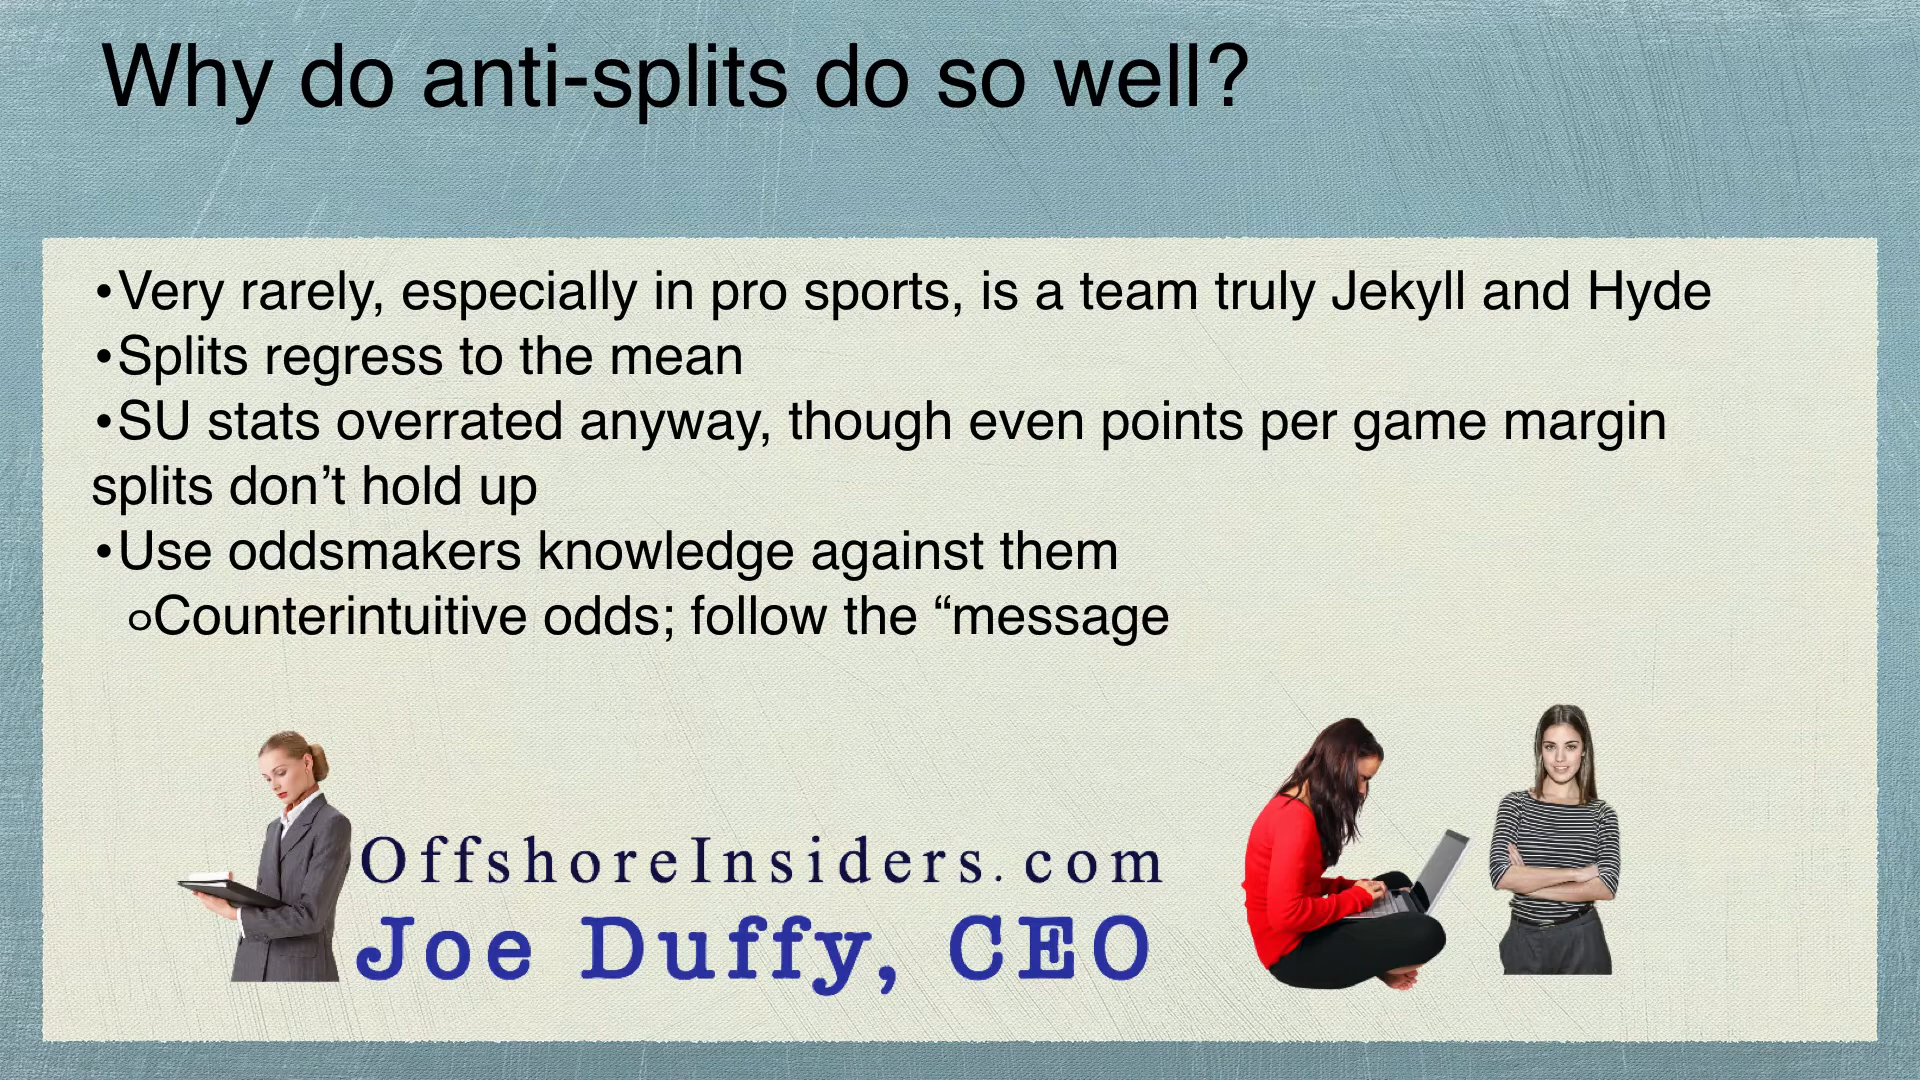 Why do anti-splits do so well?
•Very rarely, especially in pro sports, is a team truly Jekyll and Hyde
•Splits regress to the mean
•SU stats overrated anyway, though even points per game margin
splits don’t hold up
•Use oddsmakers knowledge against them
oCounterintuitive odds; follow the “message
OffshoreInsiders.com
Joe Duffy, CEO